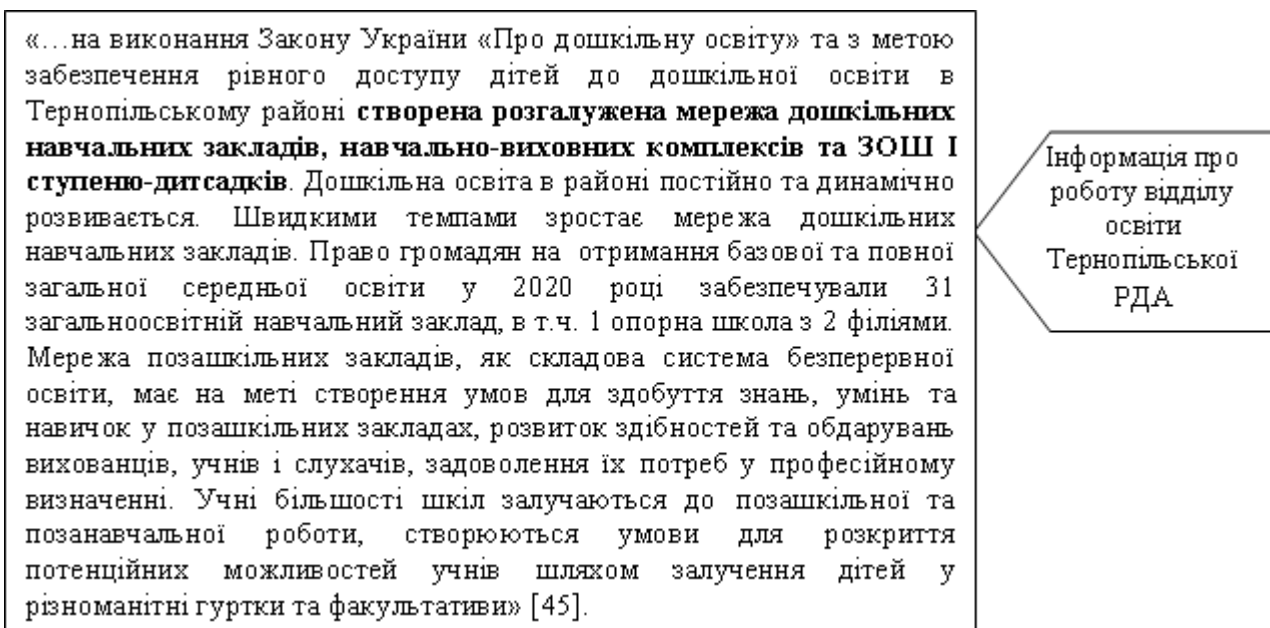 «…на виконання Закону України «Про дошкільну освіту» та з метою
забезпечення рівного доступу дітей до дошкільної освіти в
Тернопільському районі створена розгалужена мережа дошкільних
навчальних закладів, навчально-виховних комплексів та ЗОШ І
ступеню-дитсадків. Дошкільна освіта в районі постійно та динамічно
розвивається. Швидкими темпами зростає мережа дошкільних
навчальних закладів. Право громадян на отримання базової та повної
загальної середньої освіти у 2020 році забезпечували 31
загальноосвітній навчальний заклад, в т.ч. 1 опорна школа з 2 філіями.
Мережа позашкільних закладів, як складова система безперервної
освіти, має на меті створення умов для здобуття знань, умінь та
навичок у позашкільних закладах, розвиток здібностей та обдарувань
вихованців, учнів і слухачів, задоволення їх потреб у професійному
визначенні. Учні більшості шкіл залучаються до позашкільної та
позанавчальної роботи, створюються умови для розкриття
потенційних можливостей учнів шляхом залучення дітей у
різноманітні гуртки та факультативи» [45].
Інформація про
роботу відділу
освіти
Тернопільської
РДА